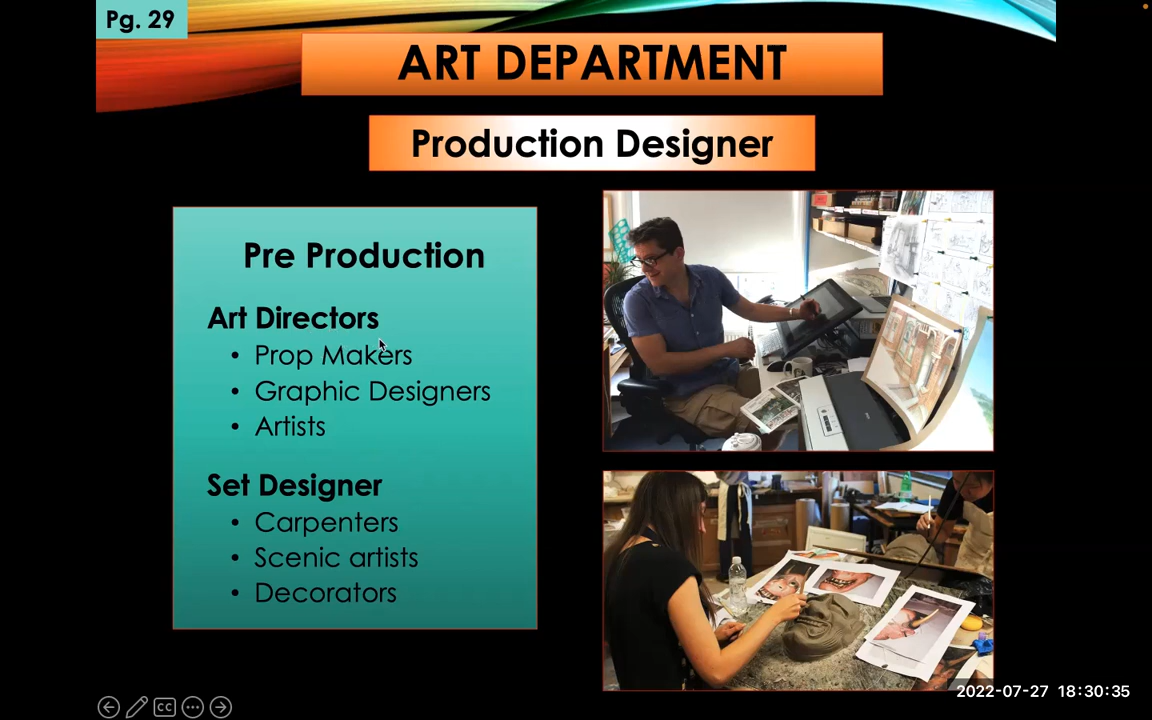 Pg. 29
ART DEPARTMENT
Production Designer
Pre Production
Art Directors
• Prop Makers
• Graphic Designers
• Artists
Set Designer
• Carpenters
• Scenic artists
• Decorators
CC
2022-07-27 18:30:35